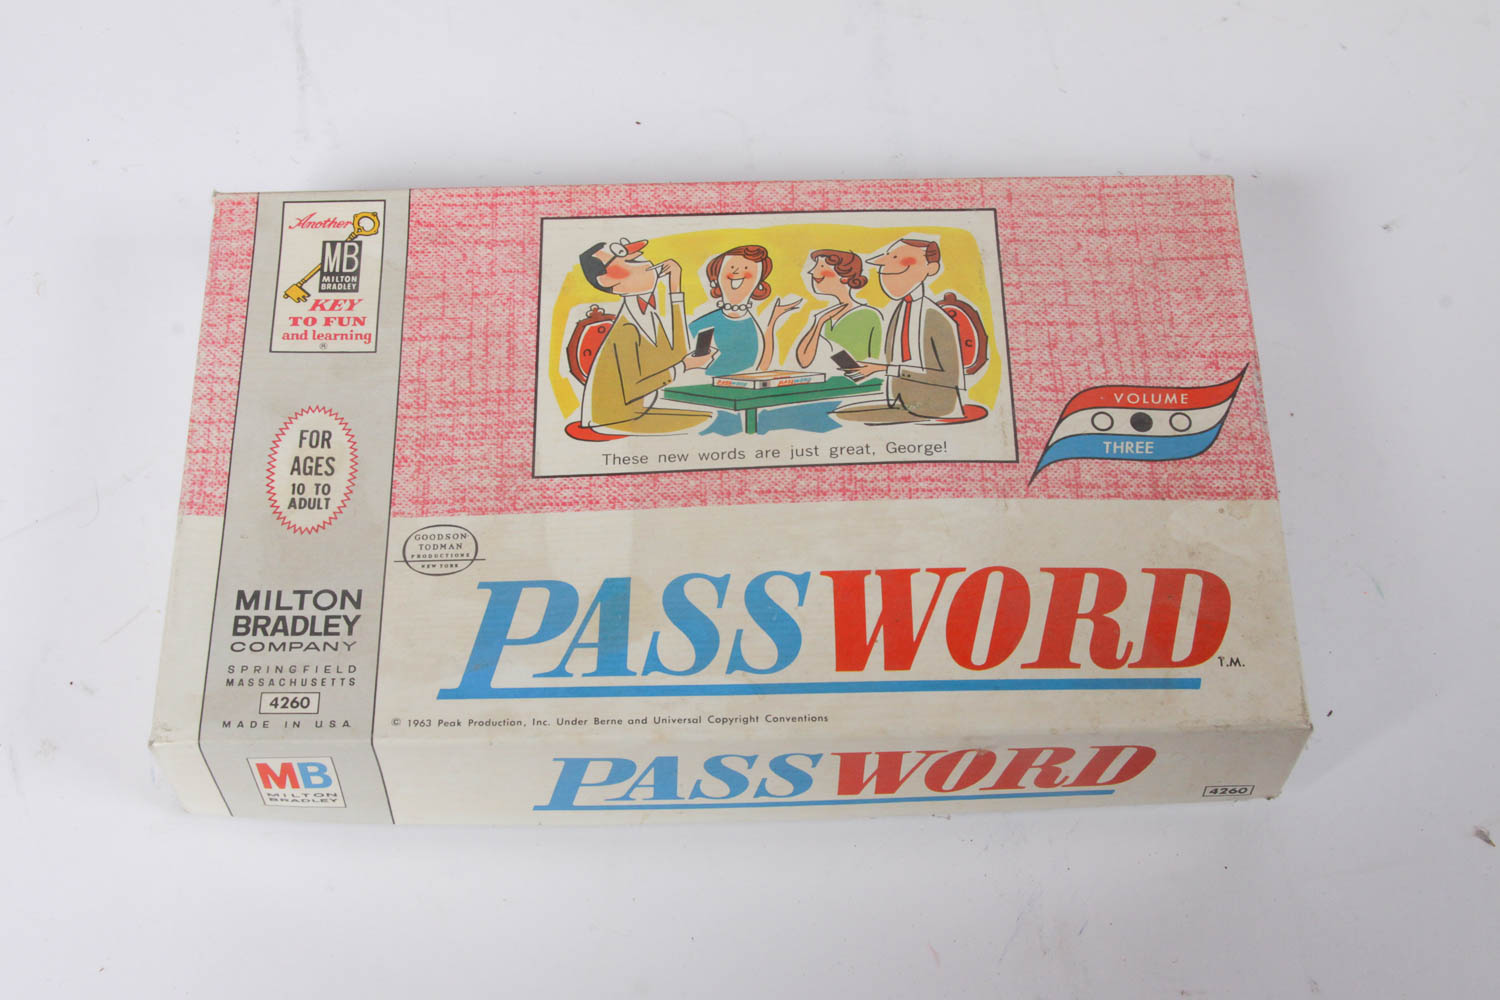 Another
MB
MILTON
BRADLEY
KEY
TO FUN
and learning
®
FOR
AGES
10 TO
ADULT
MILTON
BRADLEY
COMPANY
SPRINGFIELD
MASSACHUSETTS
4260
MADE IN U.S.A.
MB
MILTON
BRADLEY
PASSWORD PASSWORD
These new words are just great, George!
VOLUME
THREE
GOODSON-
TODMAN
PRODUCTIONS
NEW YORK
PASSWORD T.M.
© 1963 Peak Production, Inc. Under Berne and Universal Copyright Conventions
PASSWORD
4260